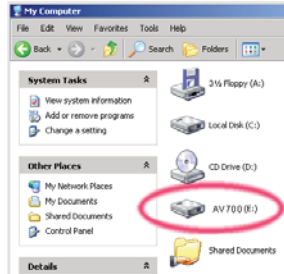 My Computer
File Edit View Favorites Tools Help
Back Search Folders
System Tasks
View system information
Add or remove programs
Change a setting
Other Places
My Network Places
My Documents
Shared Documents
Control Panel
Details
3½ Floppy (A:)
Local Disk (C:)
CD Drive (D:)
AV700(E:)
Shared Documents